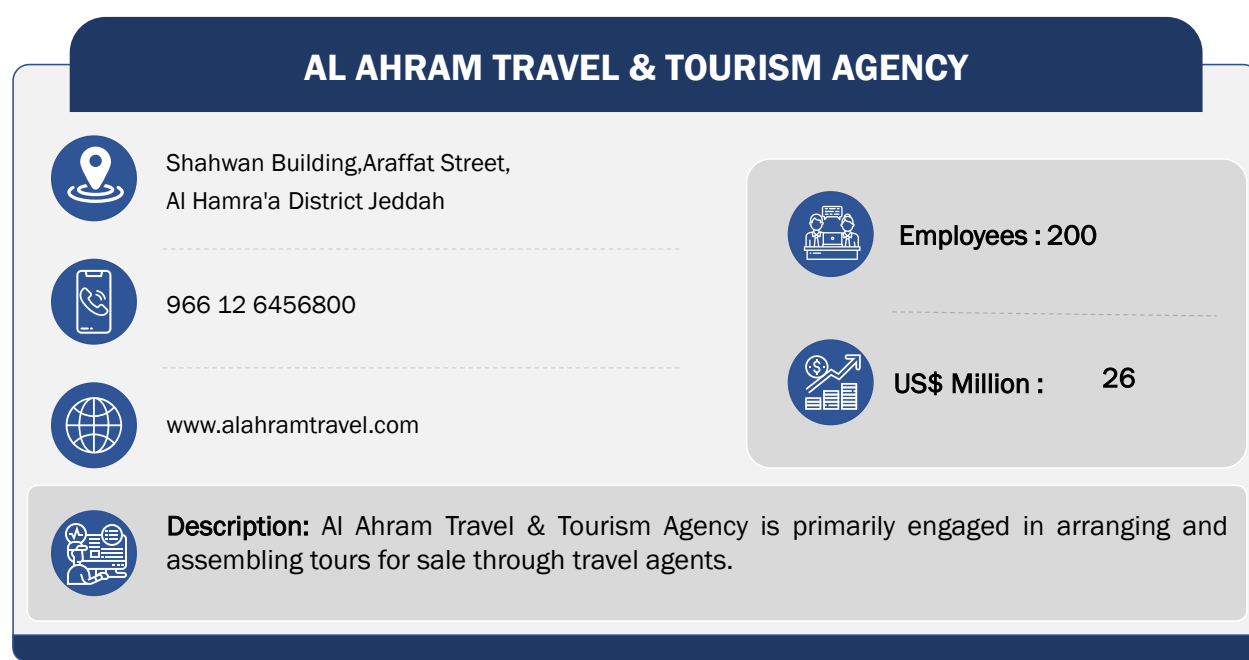 AL AHRAM TRAVEL & TOURISM AGENCY
Shahwan Building,Araffat Street,
Al Hamra'a District Jeddah
966 12 6456800
www.alahramtravel.com
Employees : 200
US$ Million : 26
Description: Al Ahram Travel & Tourism Agency is primarily engaged in arranging and
assembling tours for sale through travel agents.